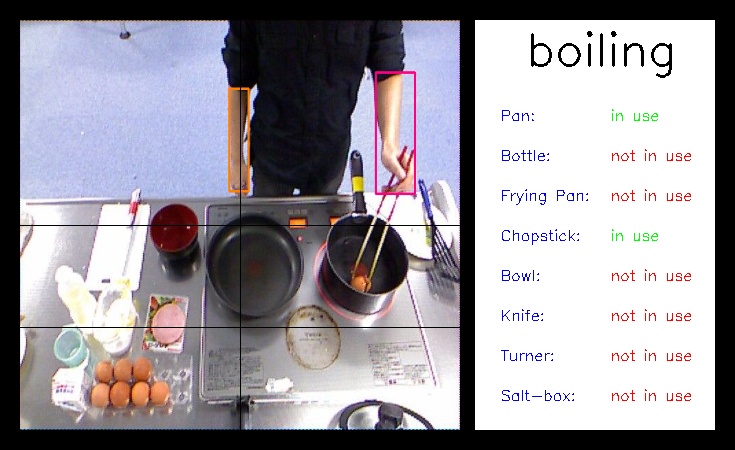 boiling
Pan: in use
Bottle: not in use
Frying Pan: not in use
Chopstick: in use
Bowl: not in use
Knife: not in use
Turner: not in use
Salt-box: not in use